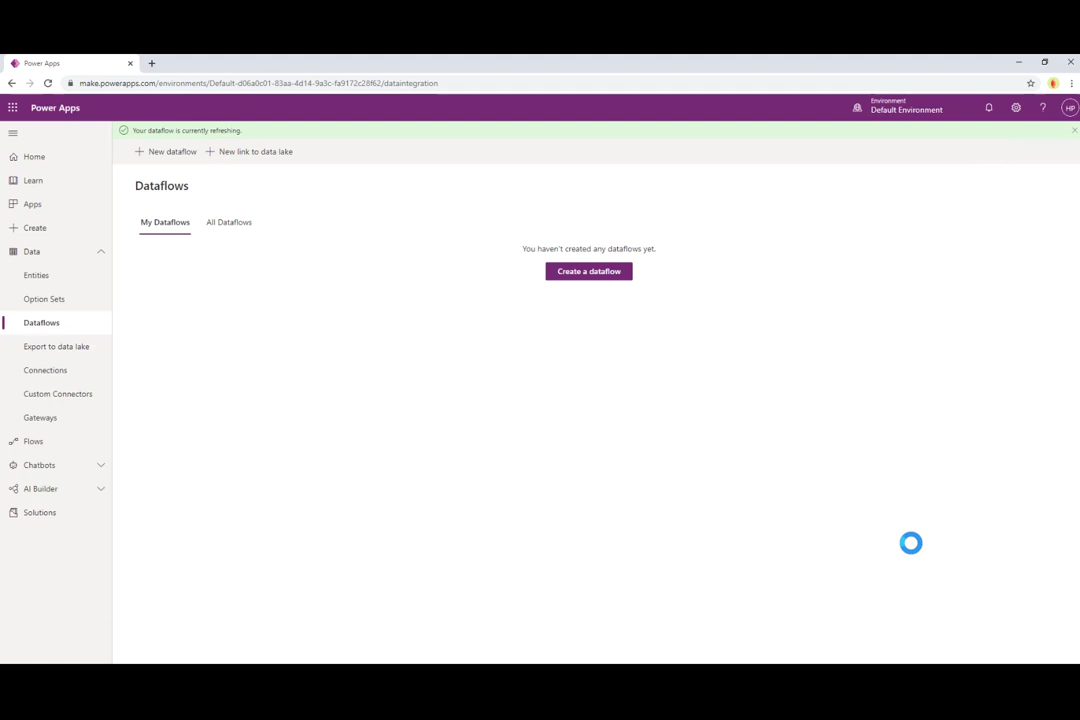 Power Apps
make.powerapps.com/environments/Default-d06a0c01-83aa-4d14-9a3c-fa9172c28f62/dataintegration
Power Apps
Environment
Default Environment
HP
Your dataflow is currently refreshing.
New dataflow
New link to data lake
Home
Learn
Apps
Create
Data
Entities
Option Sets
Dataflows
Export to data lake
Connections
Custom Connectors
Gateways
Flows
Chatbots
AI Builder
Solutions
Dataflows
My Dataflows
All Dataflows
You haven't created any dataflows yet.
Create a dataflow